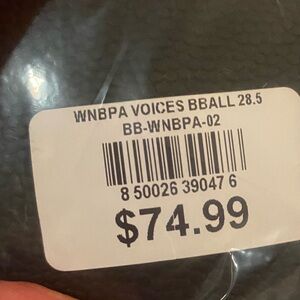 WNBPA VOICES BBALL 28.5
BB-WNBPA-02
8 50026 39047 6
$74.99